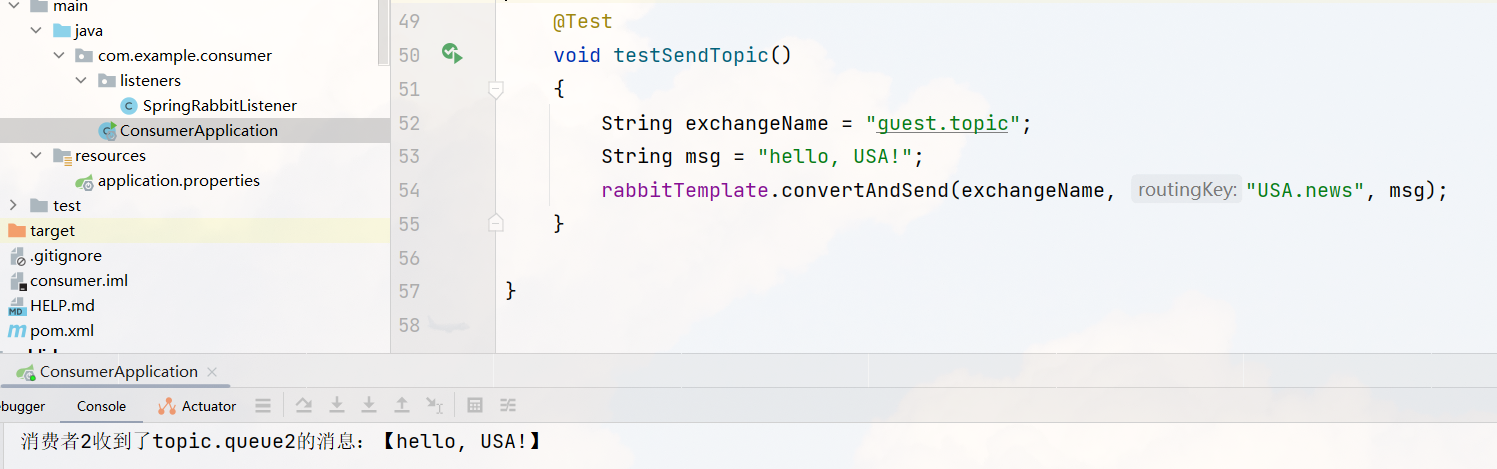 main
java
com.example.consumer
listeners
SpringRabbitListener
ConsumerApplication
resources
application.properties
test
target
.gitignore
consumer.iml
HELP.md
pom.xml
49 @Test
50 void testSendTopic()
51 {
52 String exchangeName = "guest.topic";
53 String msg = "hello, USA!";
54 rabbitTemplate.convertAndSend(exchangeName, routingKey: "USA.news", msg);
55 }
56
57 }
58
ConsumerApplication
ebugger Console Actuator
消费者2收到了topic.queue2的消息：【hello, USA!】